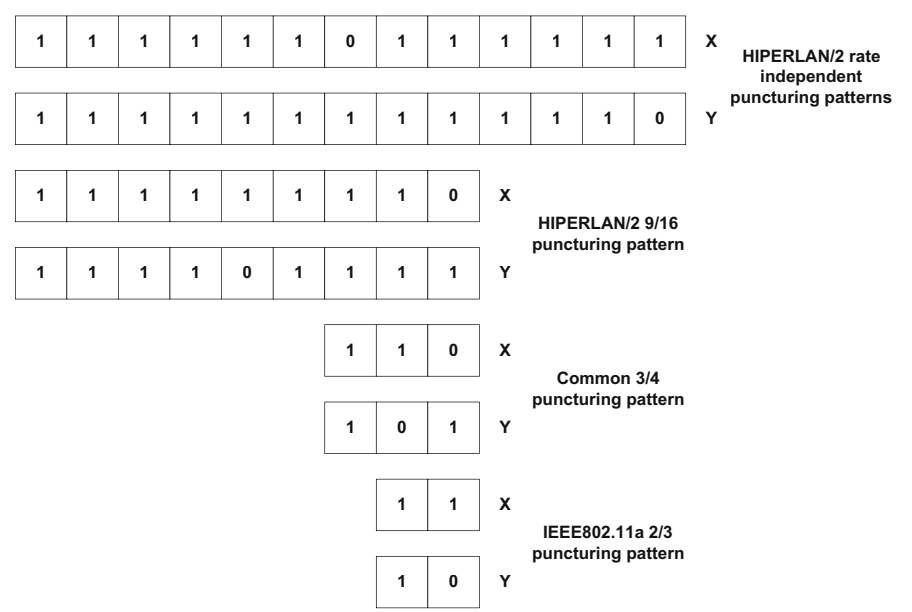 1 1 1 1 1 1 0 1 1 1 1 1 1 X
HIPERLAN/2 rate
independent
puncturing patterns
1 1 1 1 1 1 1 1 1 1 1 1 0 Y
1 1 1 1 1 1 1 1 0 X
HIPERLAN/2 9/16
puncturing pattern
1 1 1 1 0 1 1 1 1 Y
1 1 0 X
Common 3/4
puncturing pattern
1 0 1 Y
1 1 X
IEEE802.11a 2/3
puncturing pattern
1 0 Y